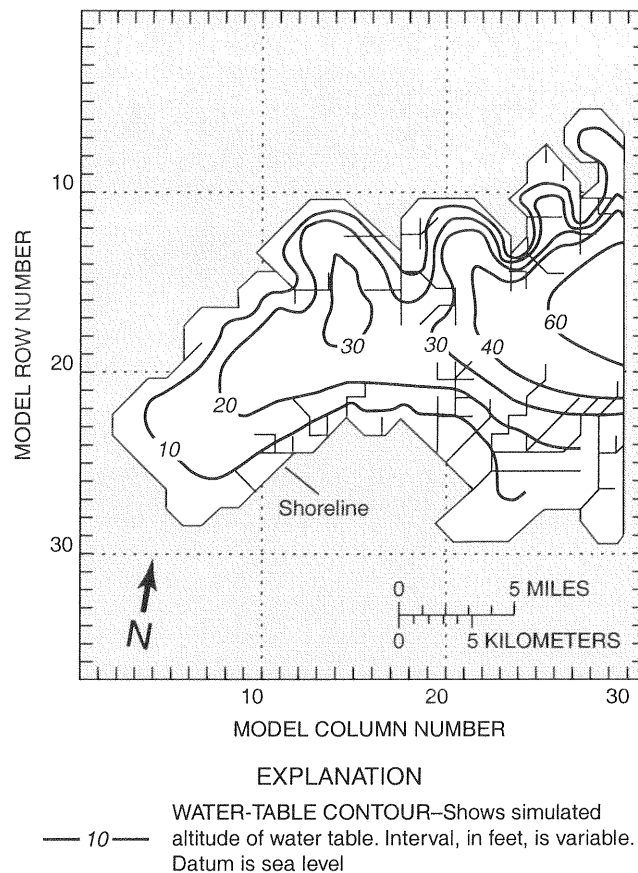 10
60
30
30
40
20
20
10
Shoreline
30
0 5 MILES
0 5 KILOMETERS
N
10 20 30
MODEL ROW NUMBER
MODEL COLUMN NUMBER
EXPLANATION
WATER-TABLE CONTOUR–Shows simulated
10 altitude of water table. Interval, in feet, is variable.
Datum is sea level